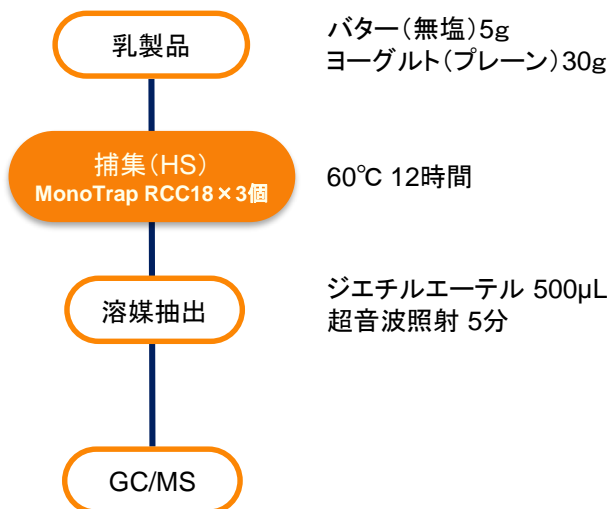 乳製品
バター(無塩)5g
ヨーグルト(プレーン)30g
捕集(HS)
MonoTrap RCC18×3個
60℃ 12時間
溶媒抽出
ジエチルエーテル 500µL
超音波照射 5分
GC/MS